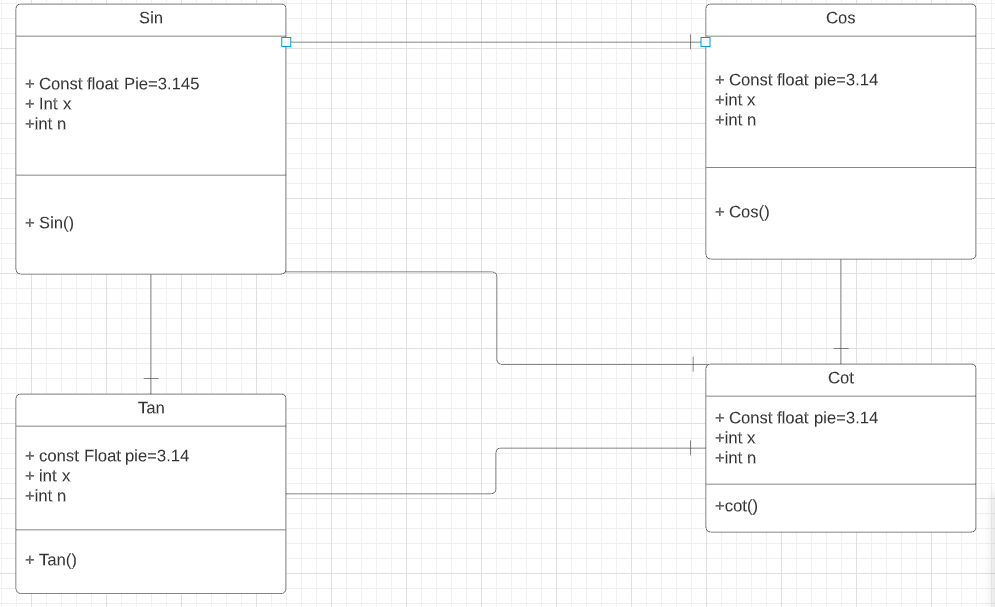 Sin
+ Const float Pie=3.145
+ Int x
+int n
+ Sin()
Cos
+ Const float pie=3.14
+int x
+int n
+ Cos()
Tan
+ const Float pie=3.14
+ int x
+int n
+ Tan()
Cot
+ Const float pie=3.14
+int x
+int n
+cot()